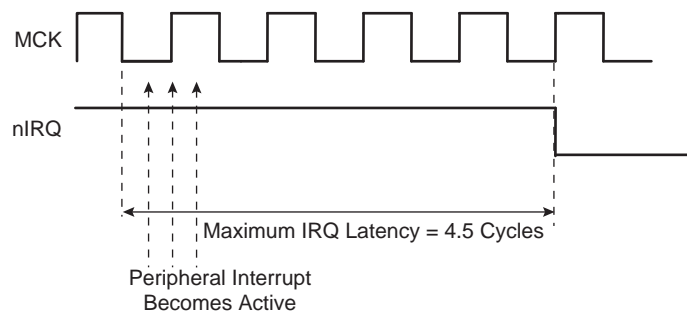 MCK
nIRQ
Maximum IRQ Latency = 4.5 Cycles
Peripheral Interrupt
Becomes Active